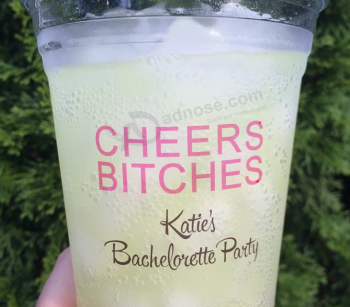 adnose.com
CHEERS
BITCHES
Katie's
Bachelorette Party